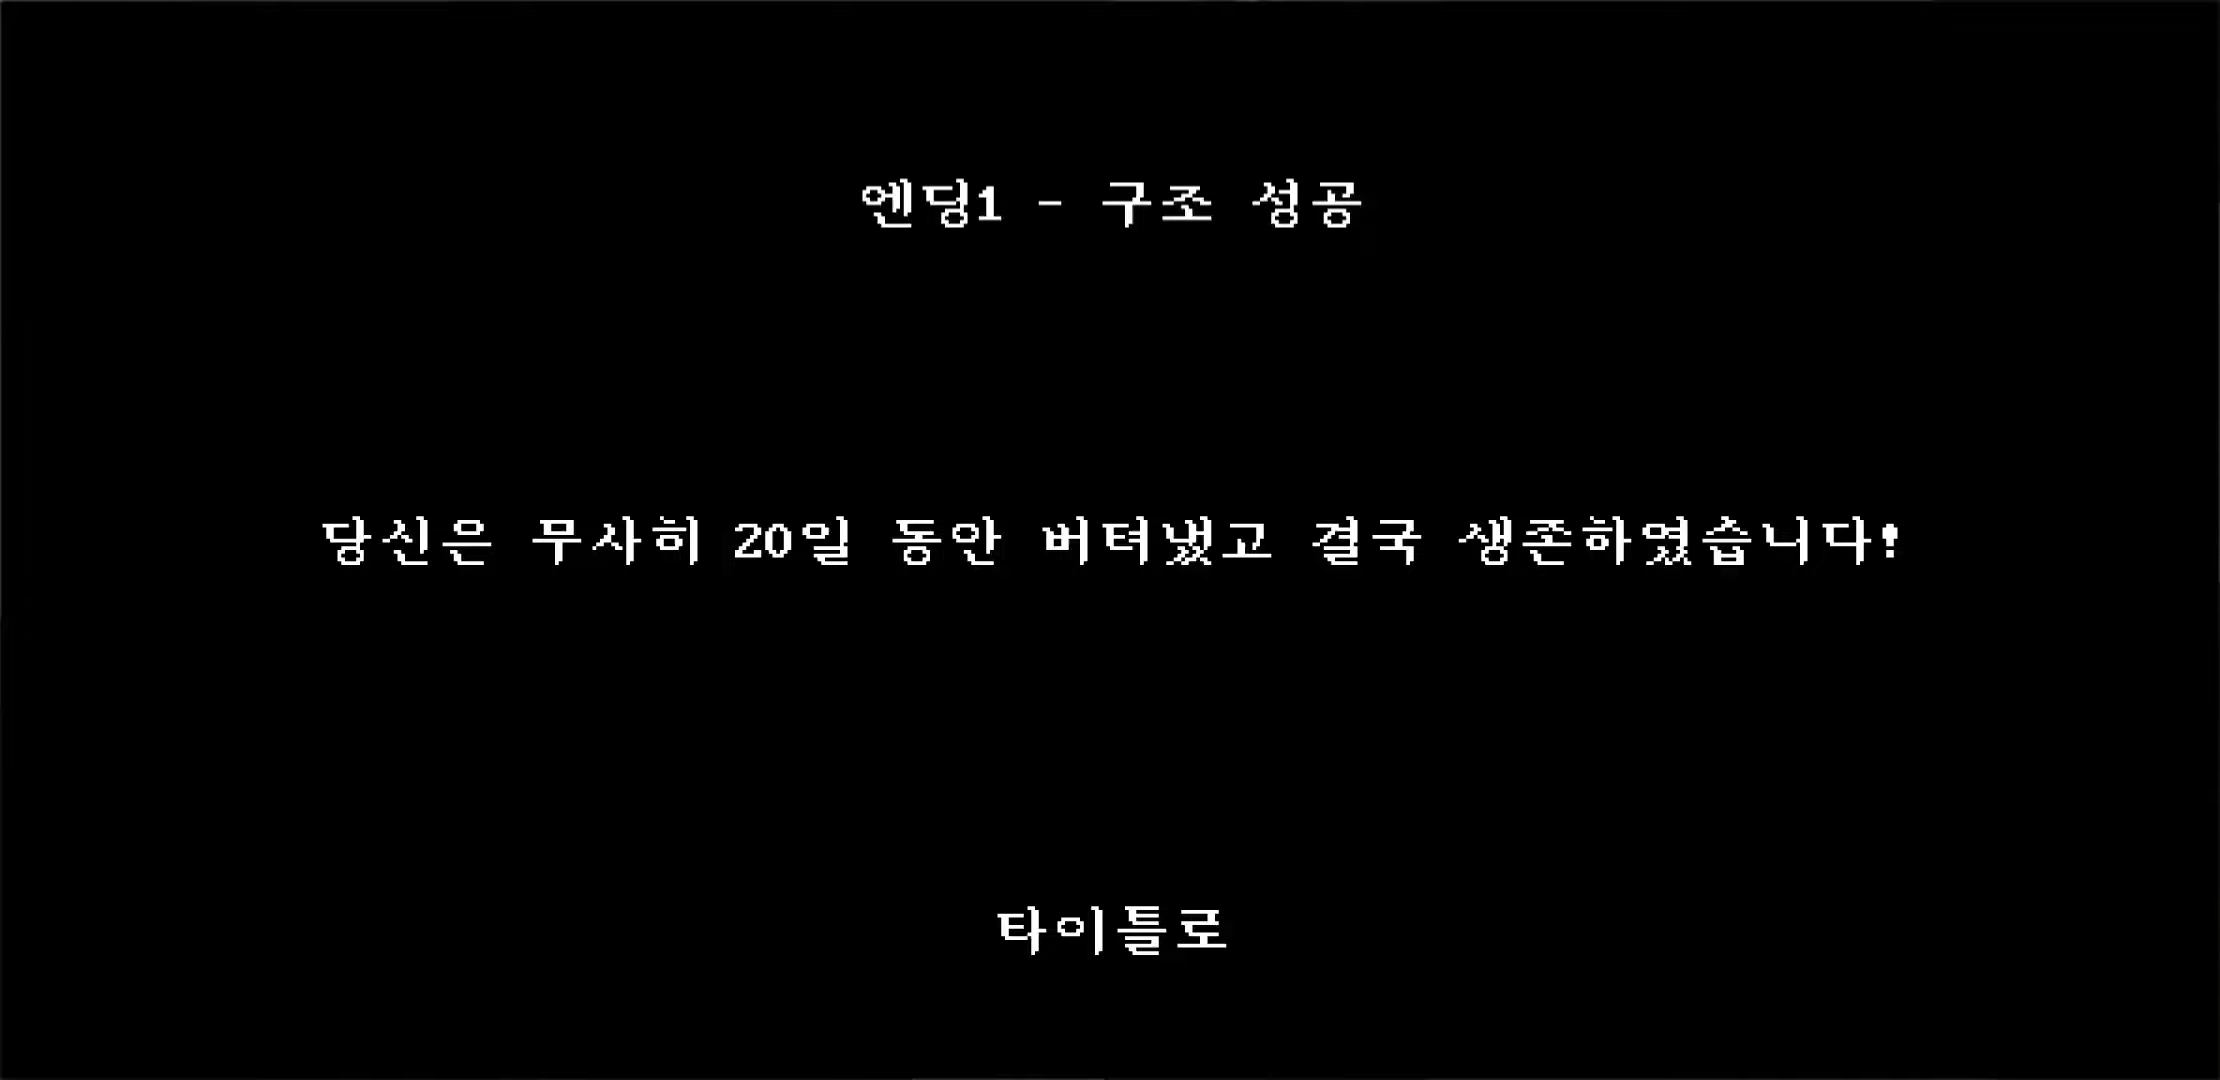 엔딩1 - 구조 성공
당신은 무사히 20일 동안 버텨냈고 결국 생존하였습니다!
타이틀로